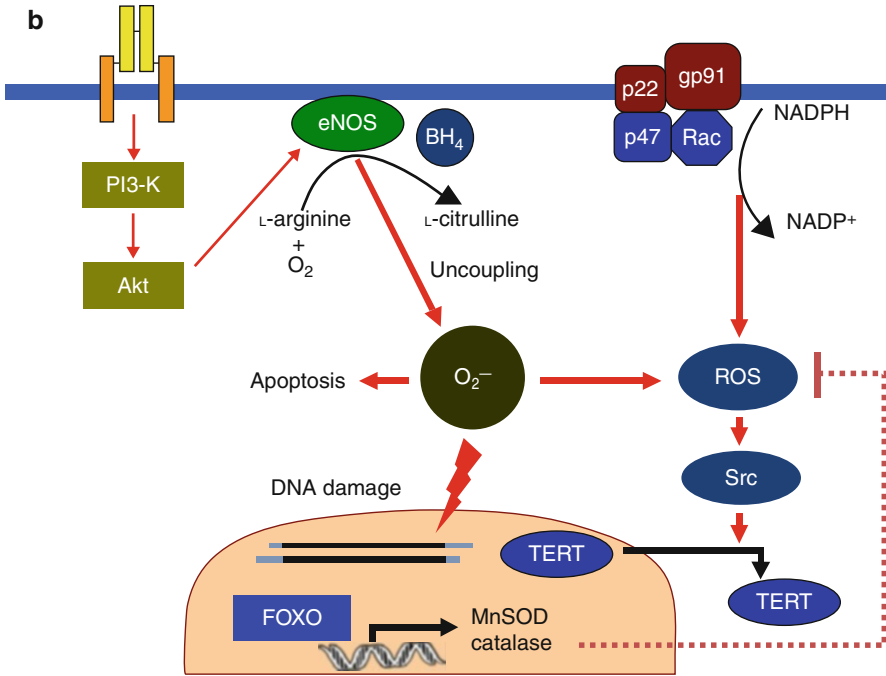 b
p22
gp91
p47
Rac
eNOS
BH₄
NADPH
NADP+
PI3-K
Akt
L-arginine
+
O₂
L-citrulline
Uncoupling
Apoptosis
O₂⁻
ROS
Src
DNA damage
TERT
TERT
FOXO
MnSOD
catalase